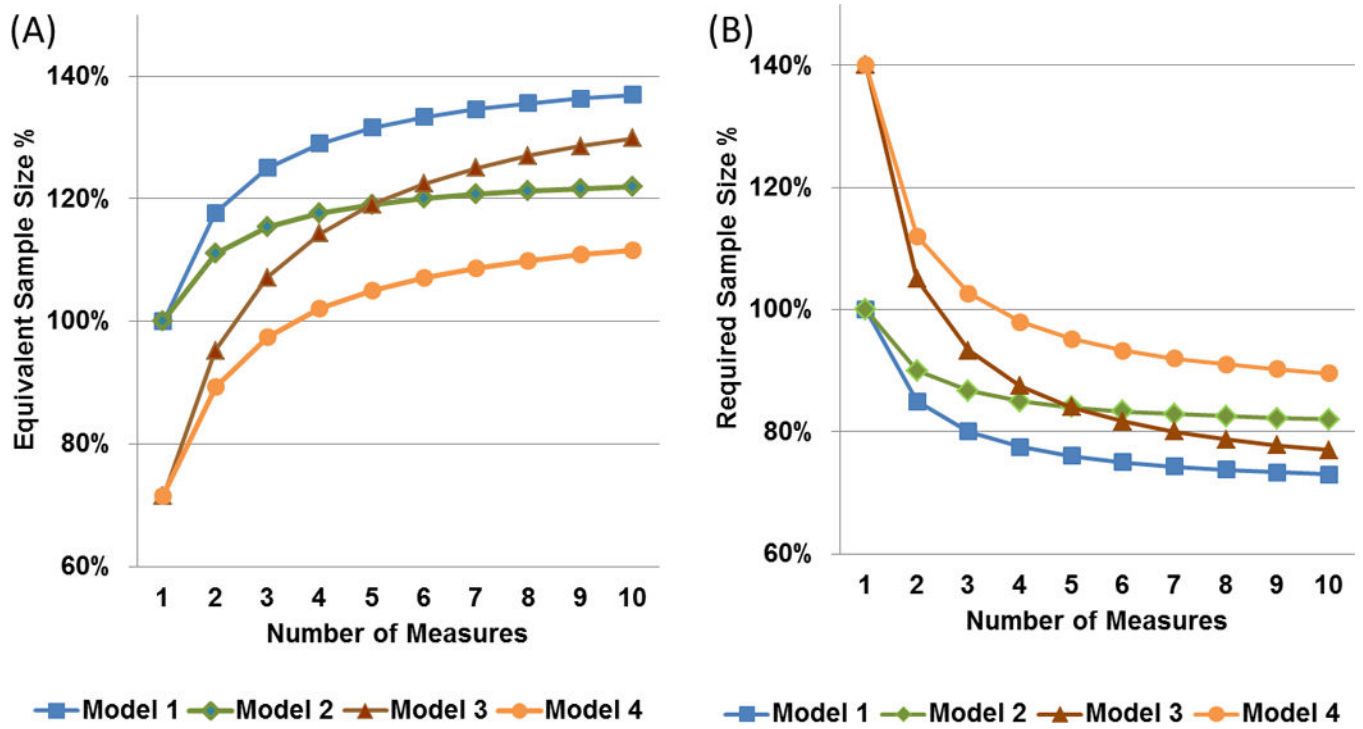 (A)
Equivalent Sample Size %
140%
120%
100%
80%
60%
1 2 3 4 5 6 7 8 9 10
Number of Measures
Model 1 Model 2 Model 3 Model 4
(B)
Required Sample Size %
140%
120%
100%
80%
60%
1 2 3 4 5 6 7 8 9 10
Number of Measures
Model 1 Model 2 Model 3 Model 4